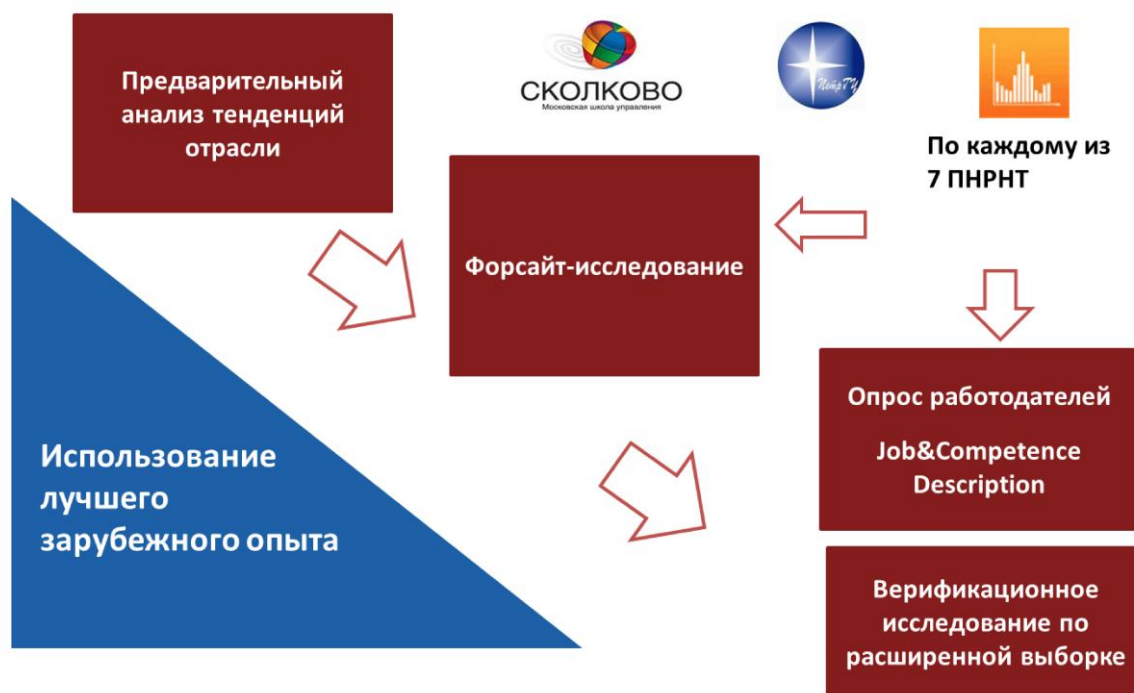 Предварительный
анализ тенденций
отрасли
СКОЛКОВО
Московская школа управления
ПетрГУ
По каждому из
7 ПНРНТ
Форсайт-исследование
Опрос работодателей
Job&Competence
Description
Использование
лучшего
зарубежного опыта
Верификационное
исследование по
расширенной выборке